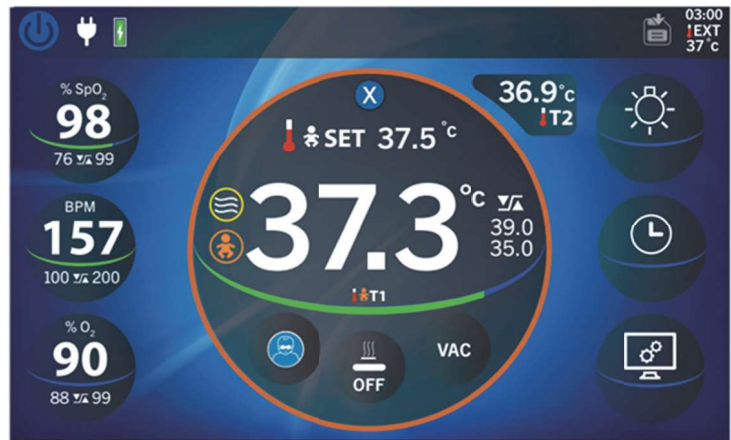 03:00
EXT
37 °c
% SpO₂
98
76 99
BPM
157
100 200
% O₂
90
88 99
X
SET 37.5 °c
37.3 °c
39.0
35.0
T1
OFF
VAC
36.9 °c
T2